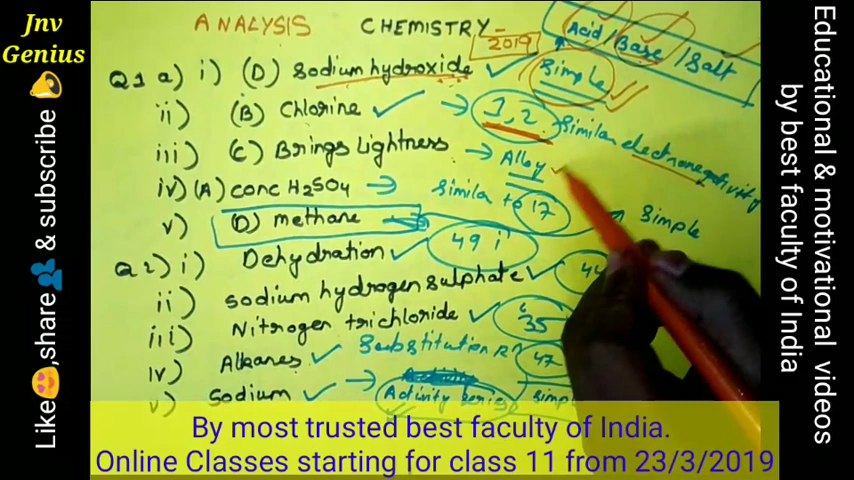 Jnv
Genius
ANALYSIS CHEMISTRY-
2019
Acid/Base/Salt
Q1 a) i) (D) Sodium hydroxide
Simple
ii) (B) Chlorine
1,2
Similar electronegativity
iii) (C) Brings Lightness
Alloy
iv) (A) conc H2SO4
Similar to 17
v) (D) methane
Simple
Q2) i) Dehydration
49 i
ii) sodium hydrogen sulphate
44
iii) Nitrogen trichloride
35
iv) Alkanes
Substitution
47
v) Sodium
Activity series
By most trusted best faculty of India.
Online Classes starting for class 11 from 23/3/2019
Like😍,share👥 & subscribe🔔
Educational & motivational videos
by best faculty of India